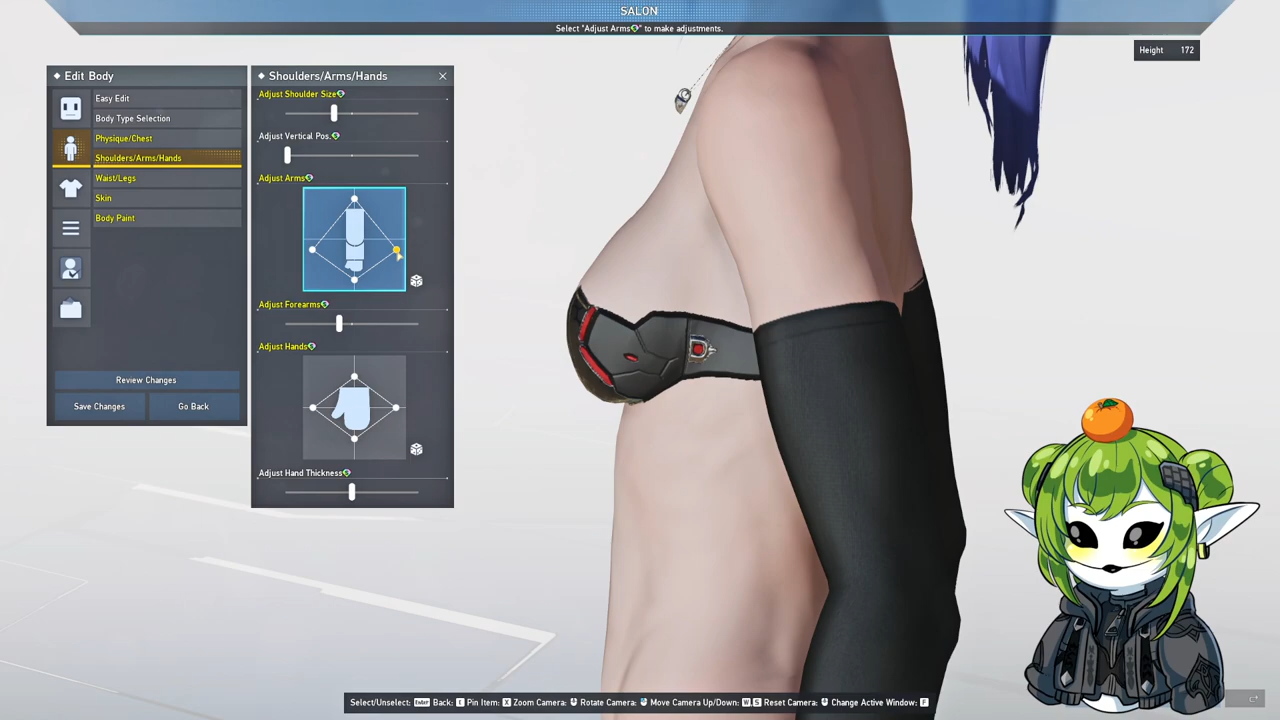 SALON
Select "Adjust Arms" to make adjustments.
Height 172
Edit Body
Easy Edit
Body Type Selection
Physique/Chest
Shoulders/Arms/Hands
Waist/Legs
Skin
Body Paint
Review Changes
Save Changes
Go Back
Shoulders/Arms/Hands
Adjust Shoulder Size
Adjust Vertical Pos.
Adjust Arms
Adjust Forearms
Adjust Hands
Adjust Hand Thickness
Select/Unselect: Enter Back: E Pin Item: X Zoom Camera: Rotate Camera: Move Camera Up/Down: W, S Reset Camera: Change Active Window: F